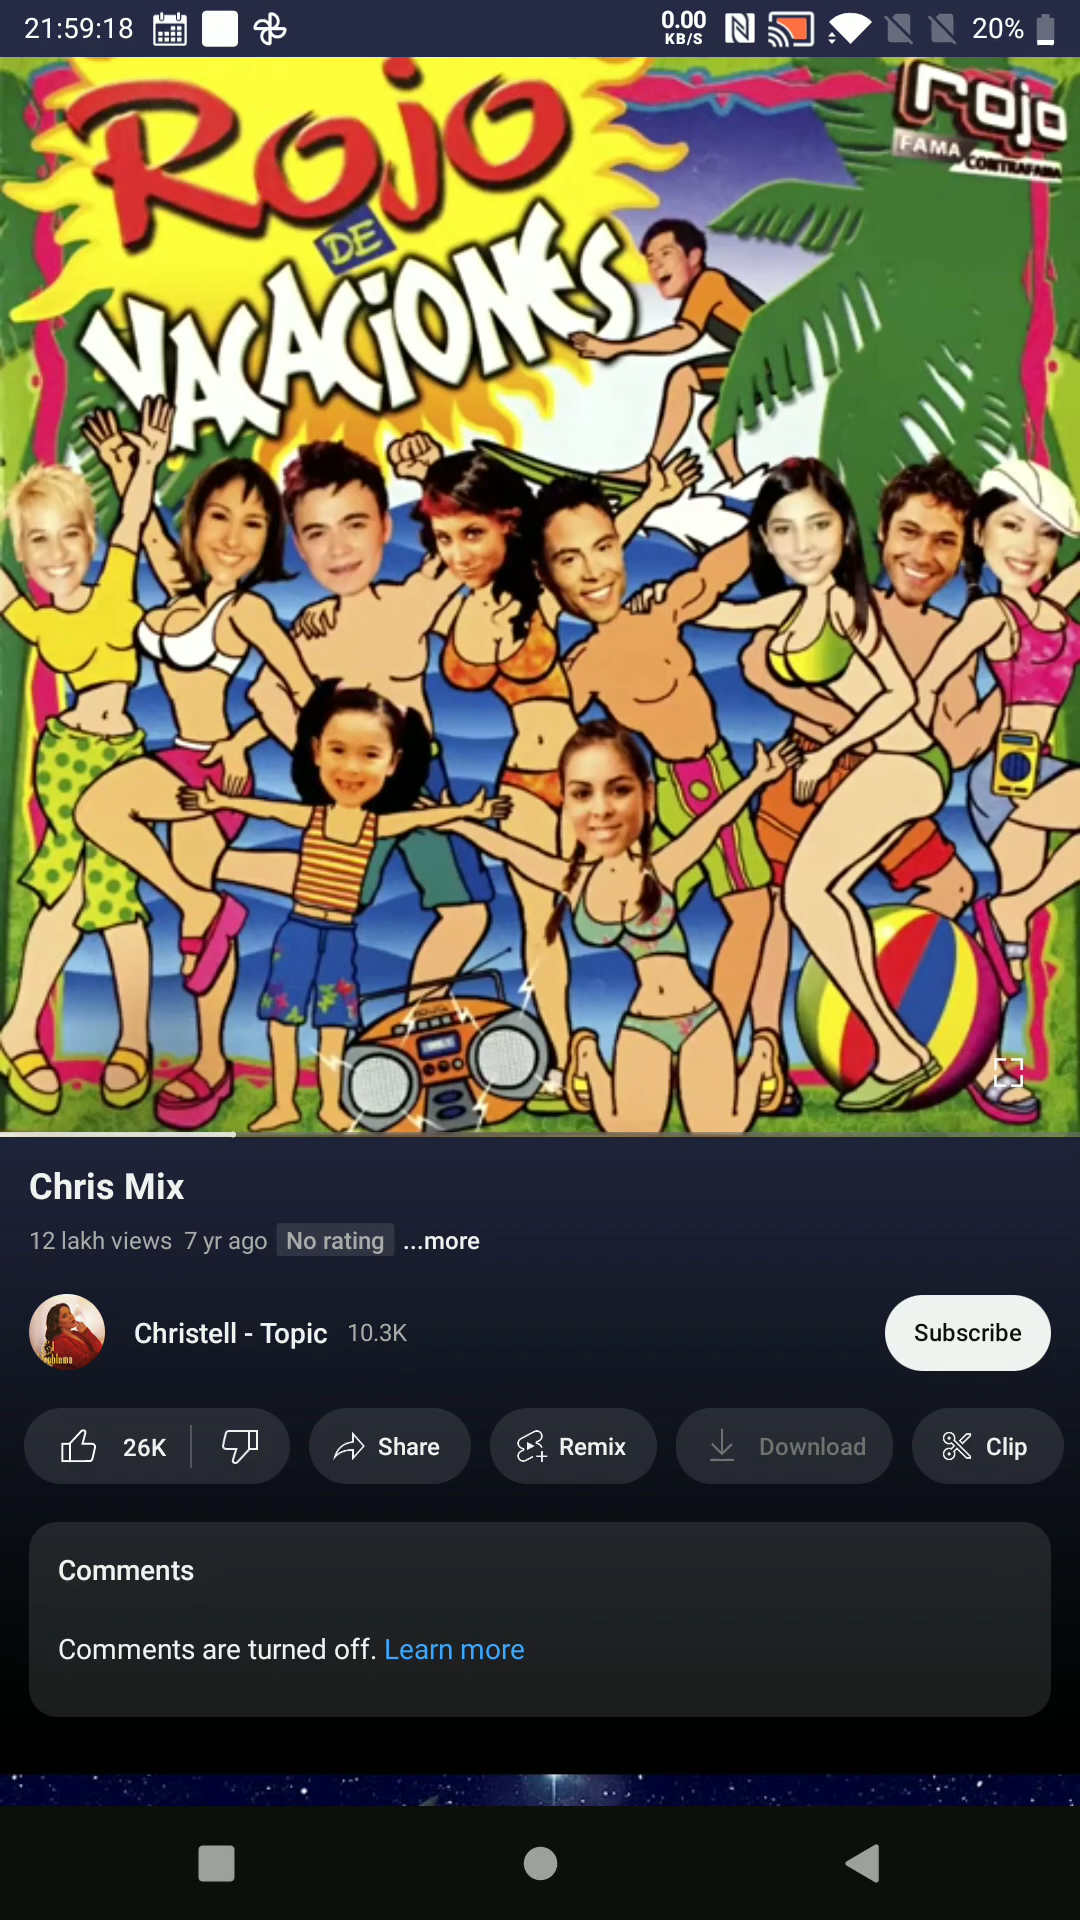 21:59:18
0.00
KB/S
20%
Rojo
DE
VACACiONES
rojo
FAMA CONTRAFAMA
Chris Mix
12 lakh views 7 yr ago No rating ...more
Christell - Topic 10.3K
Subscribe
26K
Share
Remix
Download
Clip
Comments
Comments are turned off. Learn more